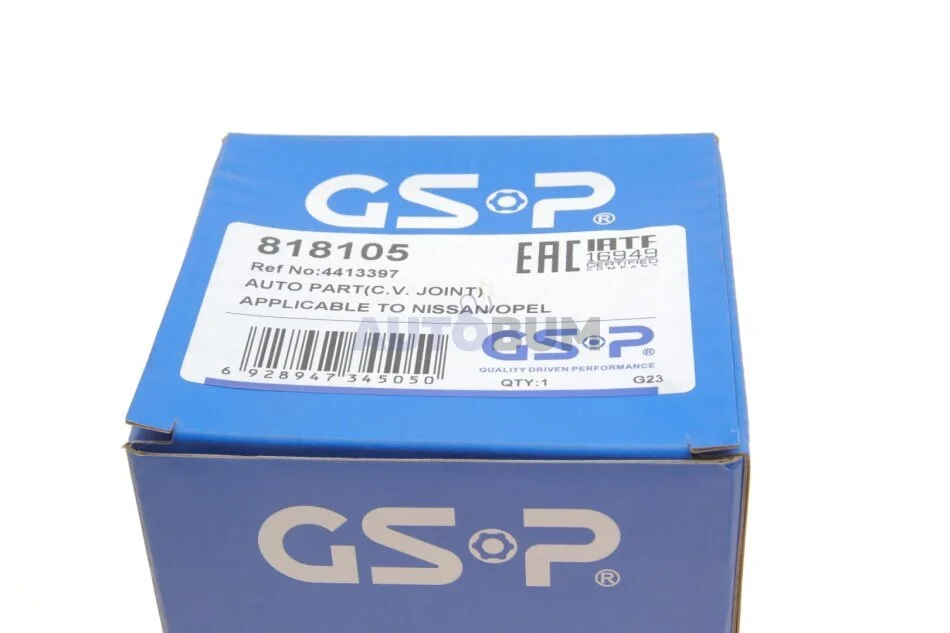 GSP®
818105
Ref No:4413397
AUTO PART(C.V. JOINT)
APPLICABLE TO NISSAN/OPEL
EAC
IATF
16949
CERTIFIED
COMPANY
AUTOBUM
6 928947 345050
GSP®
QUALITY DRIVEN PERFORMANCE
QTY:1
G23
GSP®